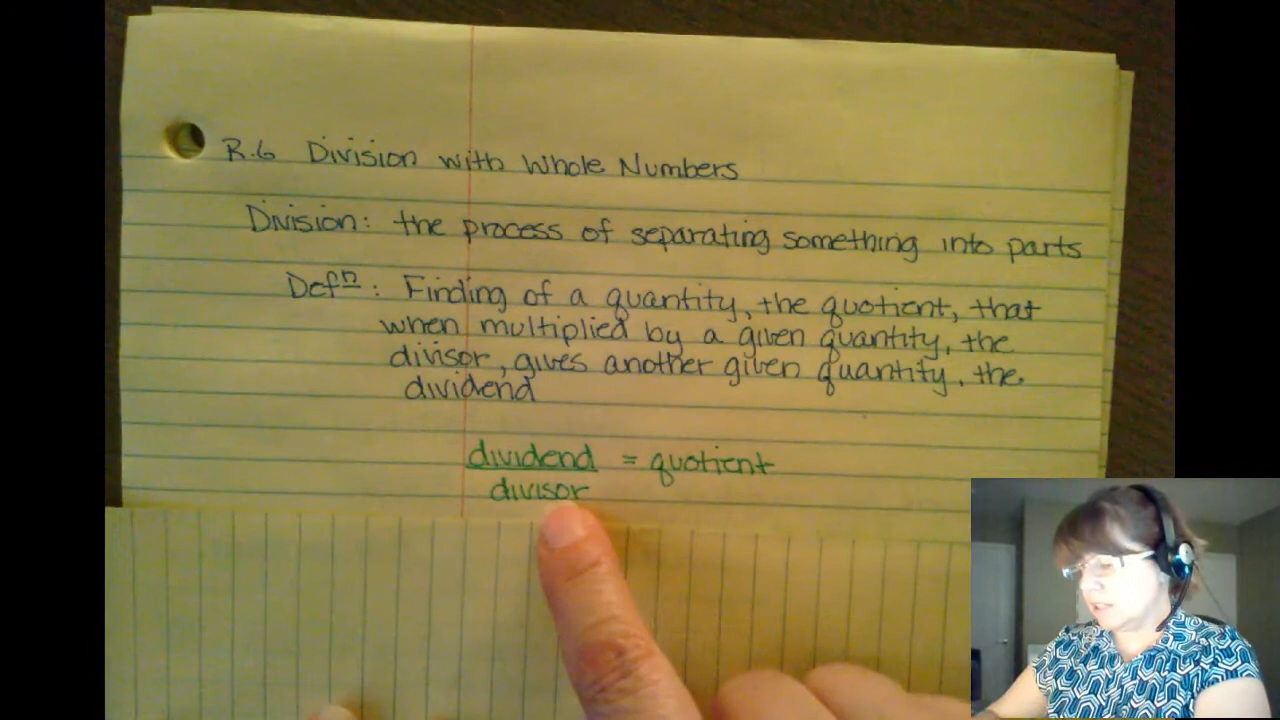 R.6 Division with Whole Numbers
Division: the process of separating something into parts
Defⁿ: Finding of a quantity, the quotient, that
when multiplied by a given quantity, the
divisor, gives another given quantity, the
dividend
dividend = quotient
divisor